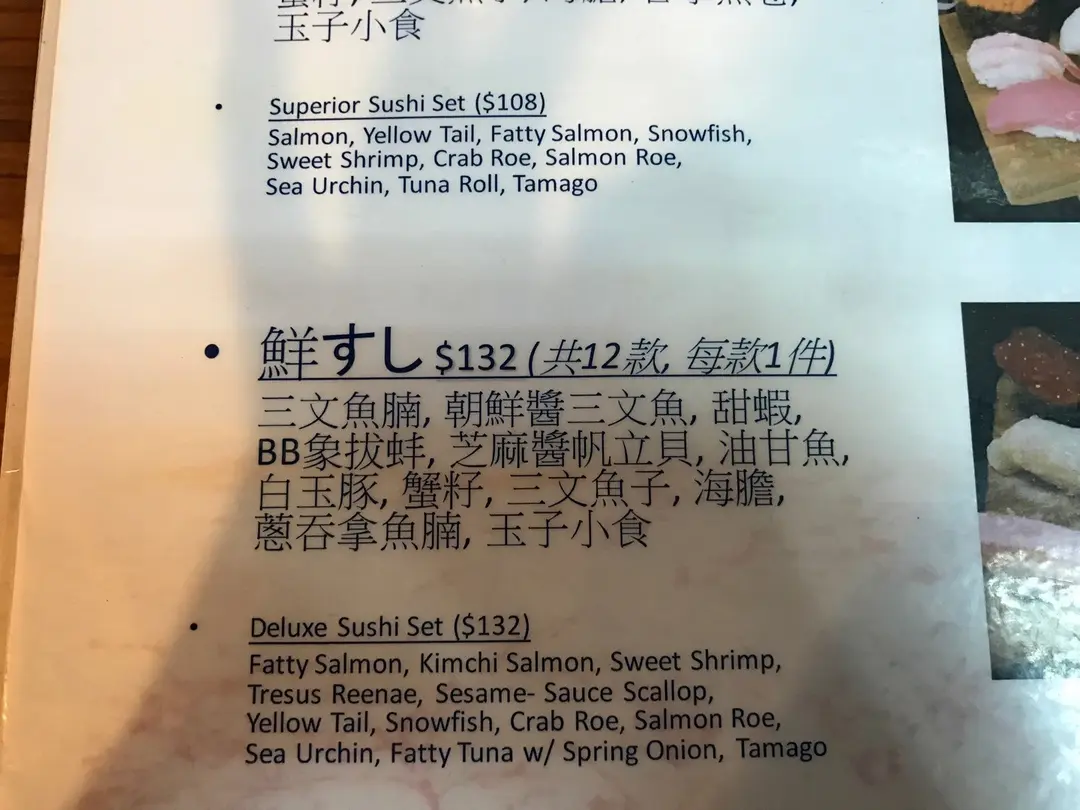 玉子小食
Superior Sushi Set ($108)
Salmon, Yellow Tail, Fatty Salmon, Snowfish,
Sweet Shrimp, Crab Roe, Salmon Roe,
Sea Urchin, Tuna Roll, Tamago
鮮すし $132 (共12款, 每款1件)
三文魚腩, 朝鮮醬三文魚, 甜蝦,
BB象拔蚌, 芝麻醬帆立貝, 油甘魚,
白玉豚, 蟹籽, 三文魚子, 海膽,
蔥吞拿魚腩, 玉子小食
Deluxe Sushi Set ($132)
Fatty Salmon, Kimchi Salmon, Sweet Shrimp,
Tresus Reenae, Sesame- Sauce Scallop,
Yellow Tail, Snowfish, Crab Roe, Salmon Roe,
Sea Urchin, Fatty Tuna w/ Spring Onion, Tamago